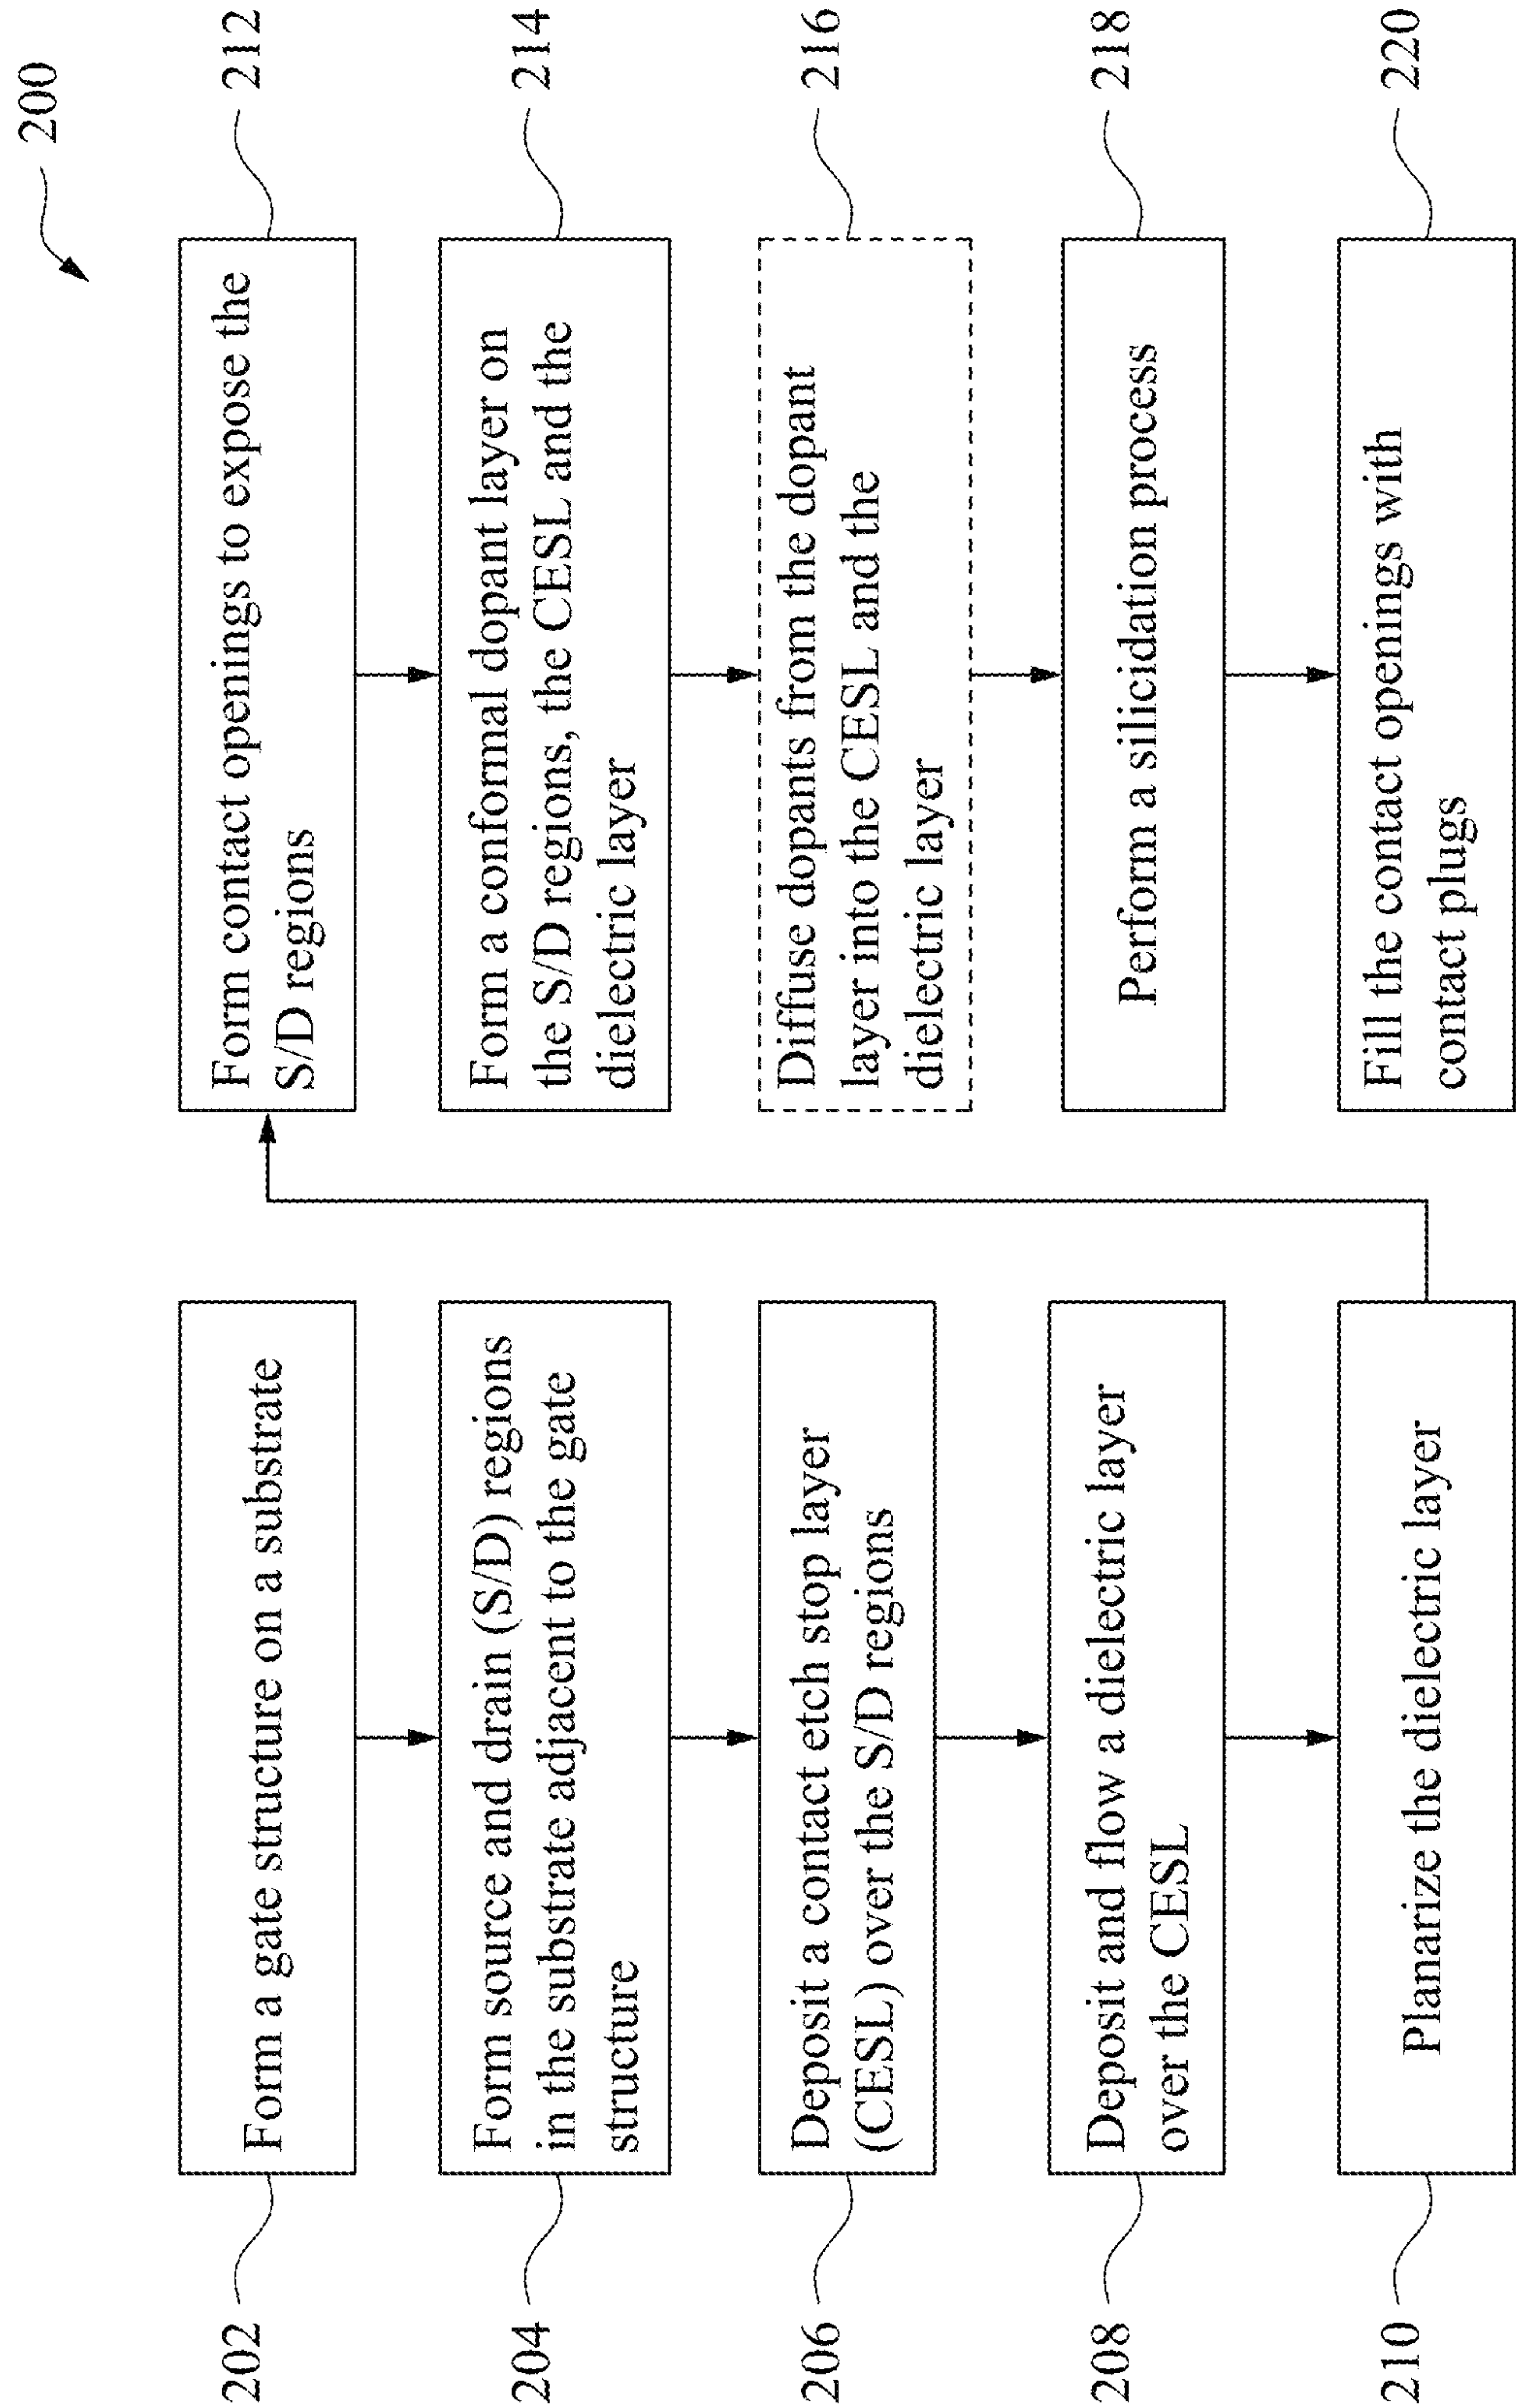 200
202
Form a gate structure on a substrate
204
Form source and drain (S/D) regions
in the substrate adjacent to the gate
structure
206
Deposit a contact etch stop layer
(CESL) over the S/D regions
208
Deposit and flow a dielectric layer
over the CESL
210
Planarize the dielectric layer
212
Form contact openings to expose the
S/D regions
214
Form a conformal dopant layer on
the S/D regions, the CESL and the
dielectric layer
216
Diffuse dopants from the dopant
layer into the CESL and the
dielectric layer
218
Perform a silicidation process
220
Fill the contact openings with
contact plugs